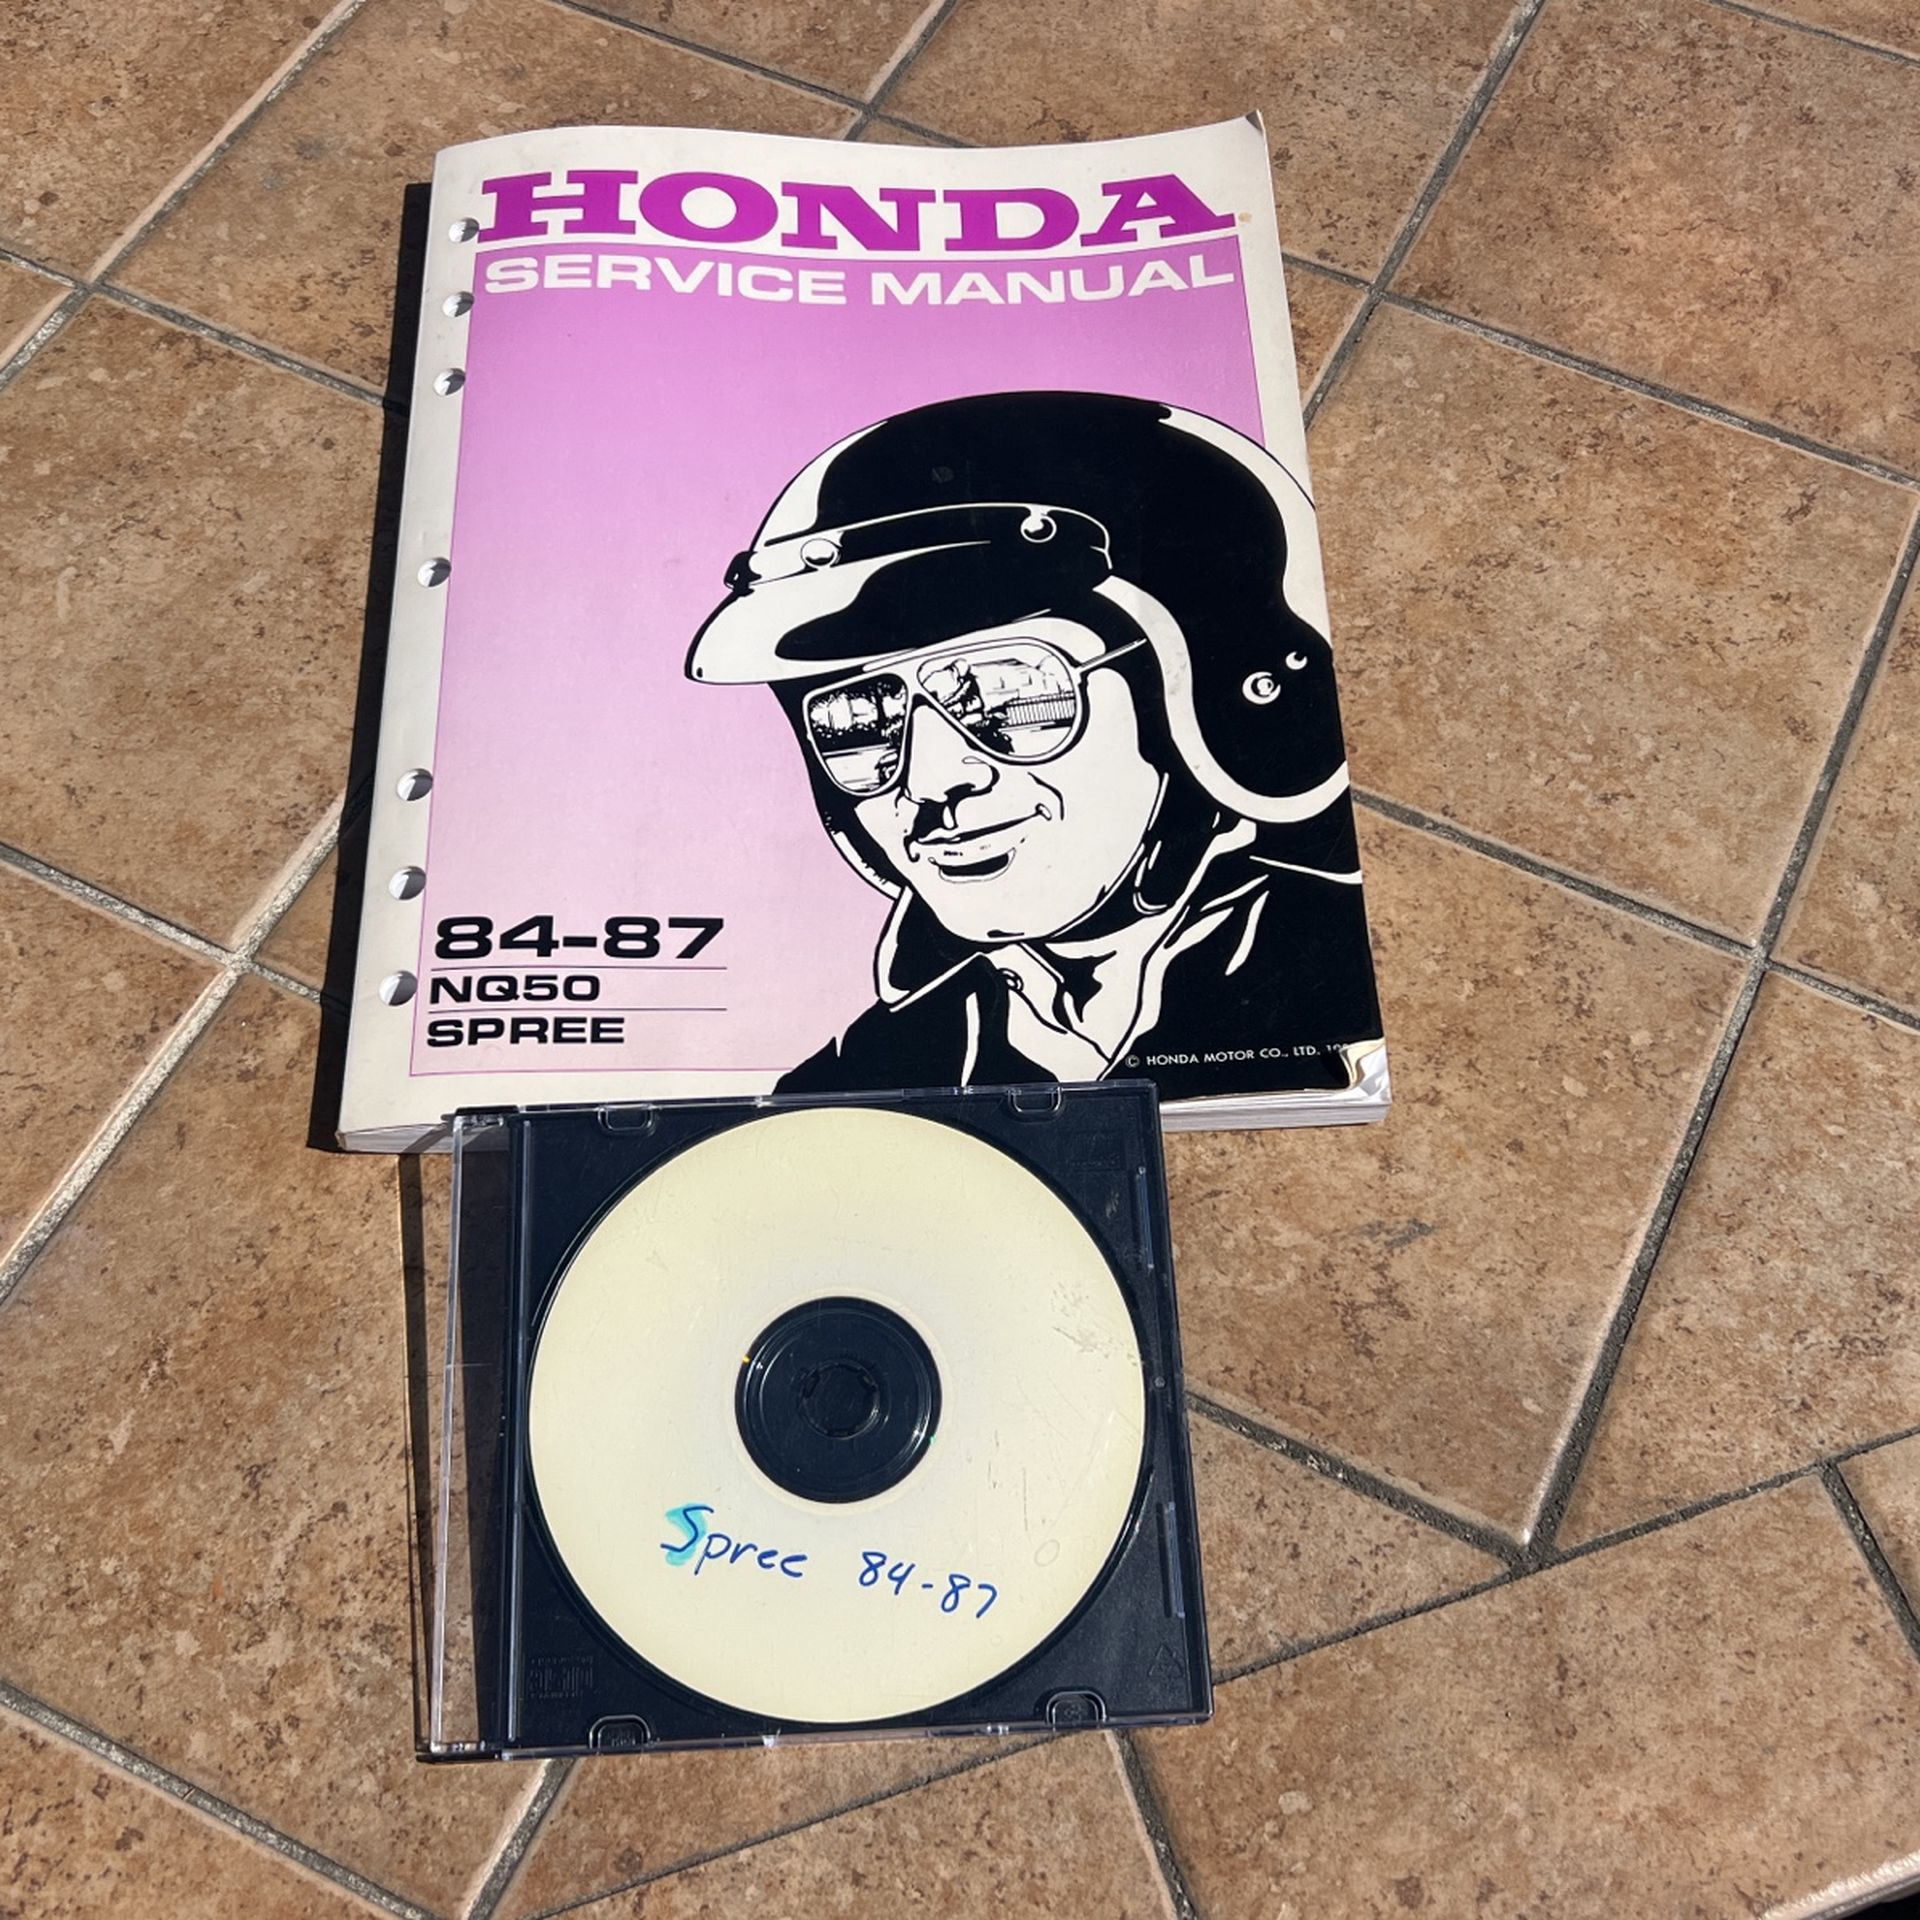 HONDA
SERVICE MANUAL
84-87
NQ50
SPREE
© HONDA MOTOR CO., LTD.
Spree 84-87